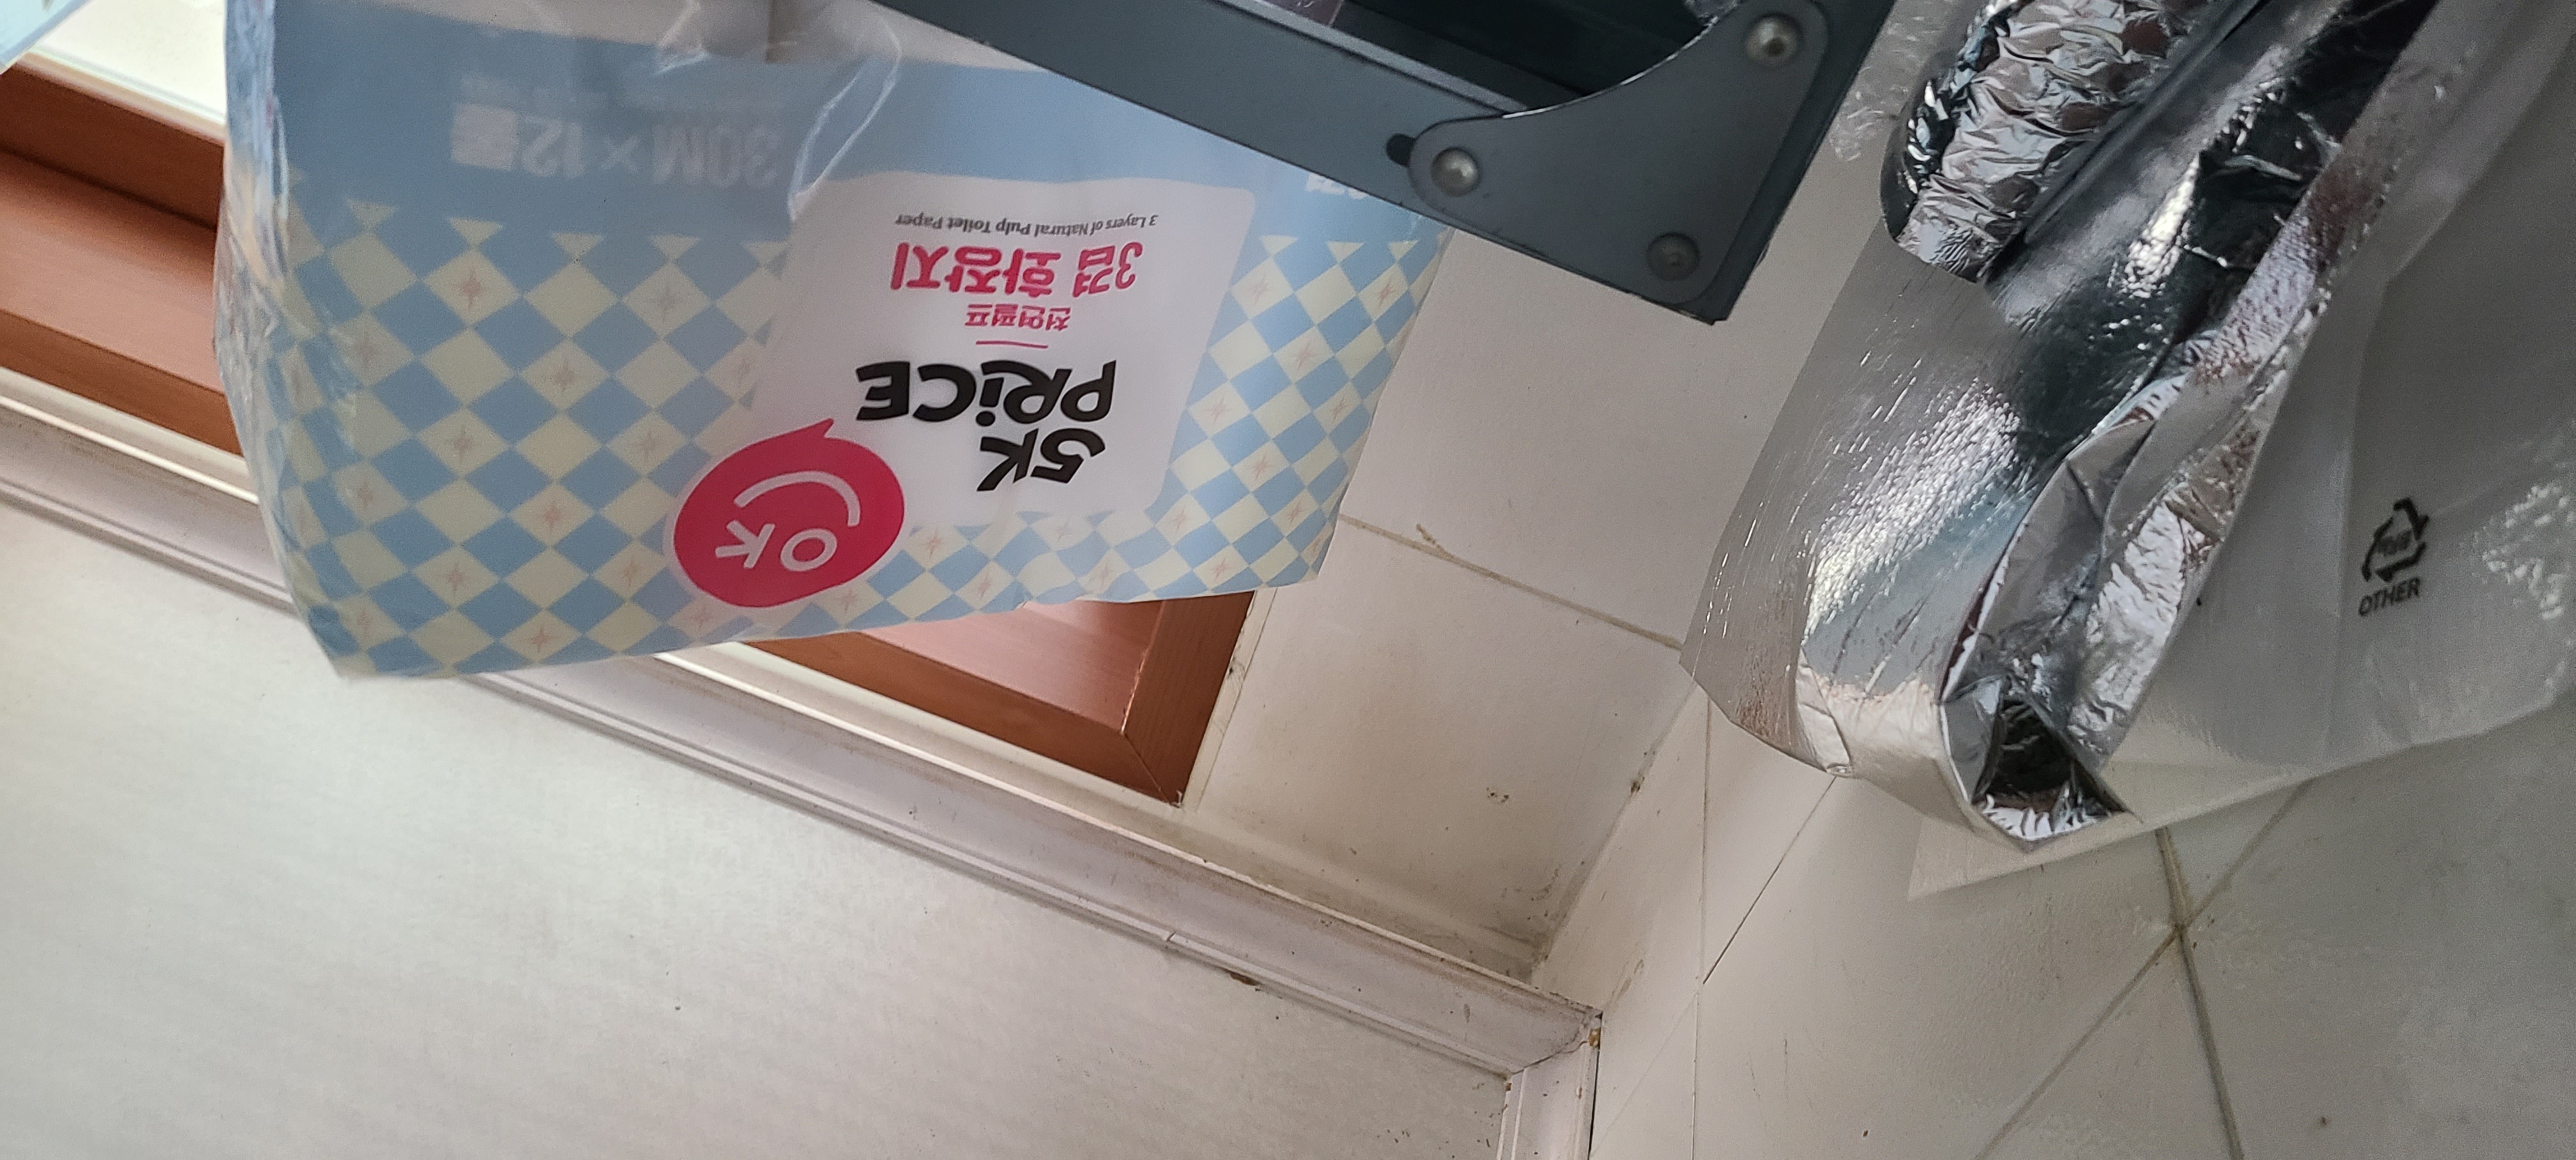 OK
5K
PRiCE
천연펄프
3겹 화장지
3 Layers of Natural Pulp Toilet Paper
30M × 12롤
OTHER